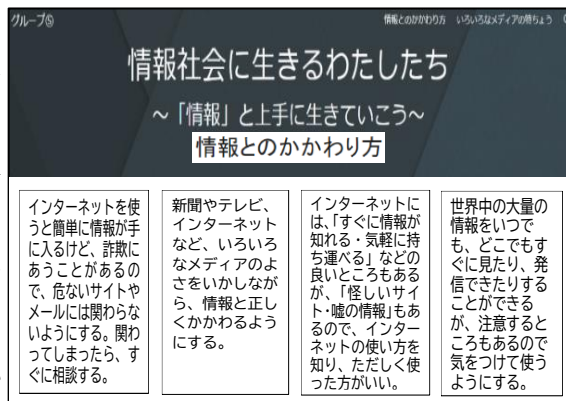 グループ⑤
情報とのかかわり方 いろいろなメディアの特ちょう
情報社会に生きるわたしたち
～「情報」と上手に生きていこう～
情報とのかかわり方
インターネットを使
うと簡単に情報が手
に入るけど、詐欺に
あうことがあるの
で、危ないサイトや
メールには関わらな
いようにする。関わ
ってしまったら、す
ぐに相談する。
新聞やテレビ、
インターネット
など、いろいろ
なメディアのよ
さをいかしなが
ら、情報と正し
くかかわるよう
にする。
インターネットに
は、「すぐに情報が
知れる・気軽に持
ち運べる」などの
良いところもある
が、「怪しいサイ
ト・嘘の情報」もあ
るので、インター
ネットの使い方を
知り、ただしく使
った方がいい。
世界中の大量の
情報をいつで
も、どこでもす
ぐに見たり、発
信できたりする
ことができる
が、注意すると
ころもあるので
気をつけて使う
ようにする。